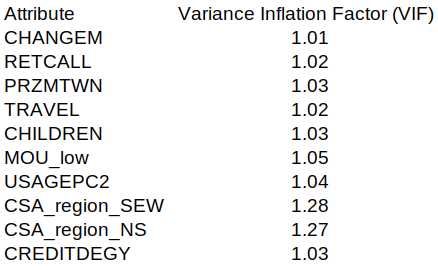 Attribute Variance Inflation Factor (VIF)
CHANGEM 1.01
RETCALL 1.02
PRZMTWN 1.03
TRAVEL 1.02
CHILDREN 1.03
MOU_low 1.05
USAGEPC2 1.04
CSA_region_SEW 1.28
CSA_region_NS 1.27
CREDITDEGY 1.03